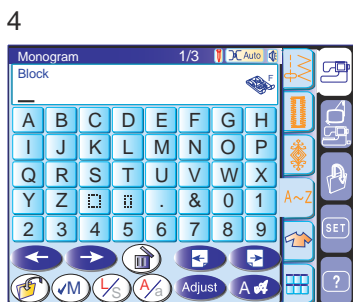 4
Monogram 1/3 Auto
Block
F
A B C D E F G H
I J K L M N O P
Q R S T U V W X
Y Z . & 0 1
A~Z
2 3 4 5 6 7 8 9
SET
✓M L/S A/a Adjust A
?